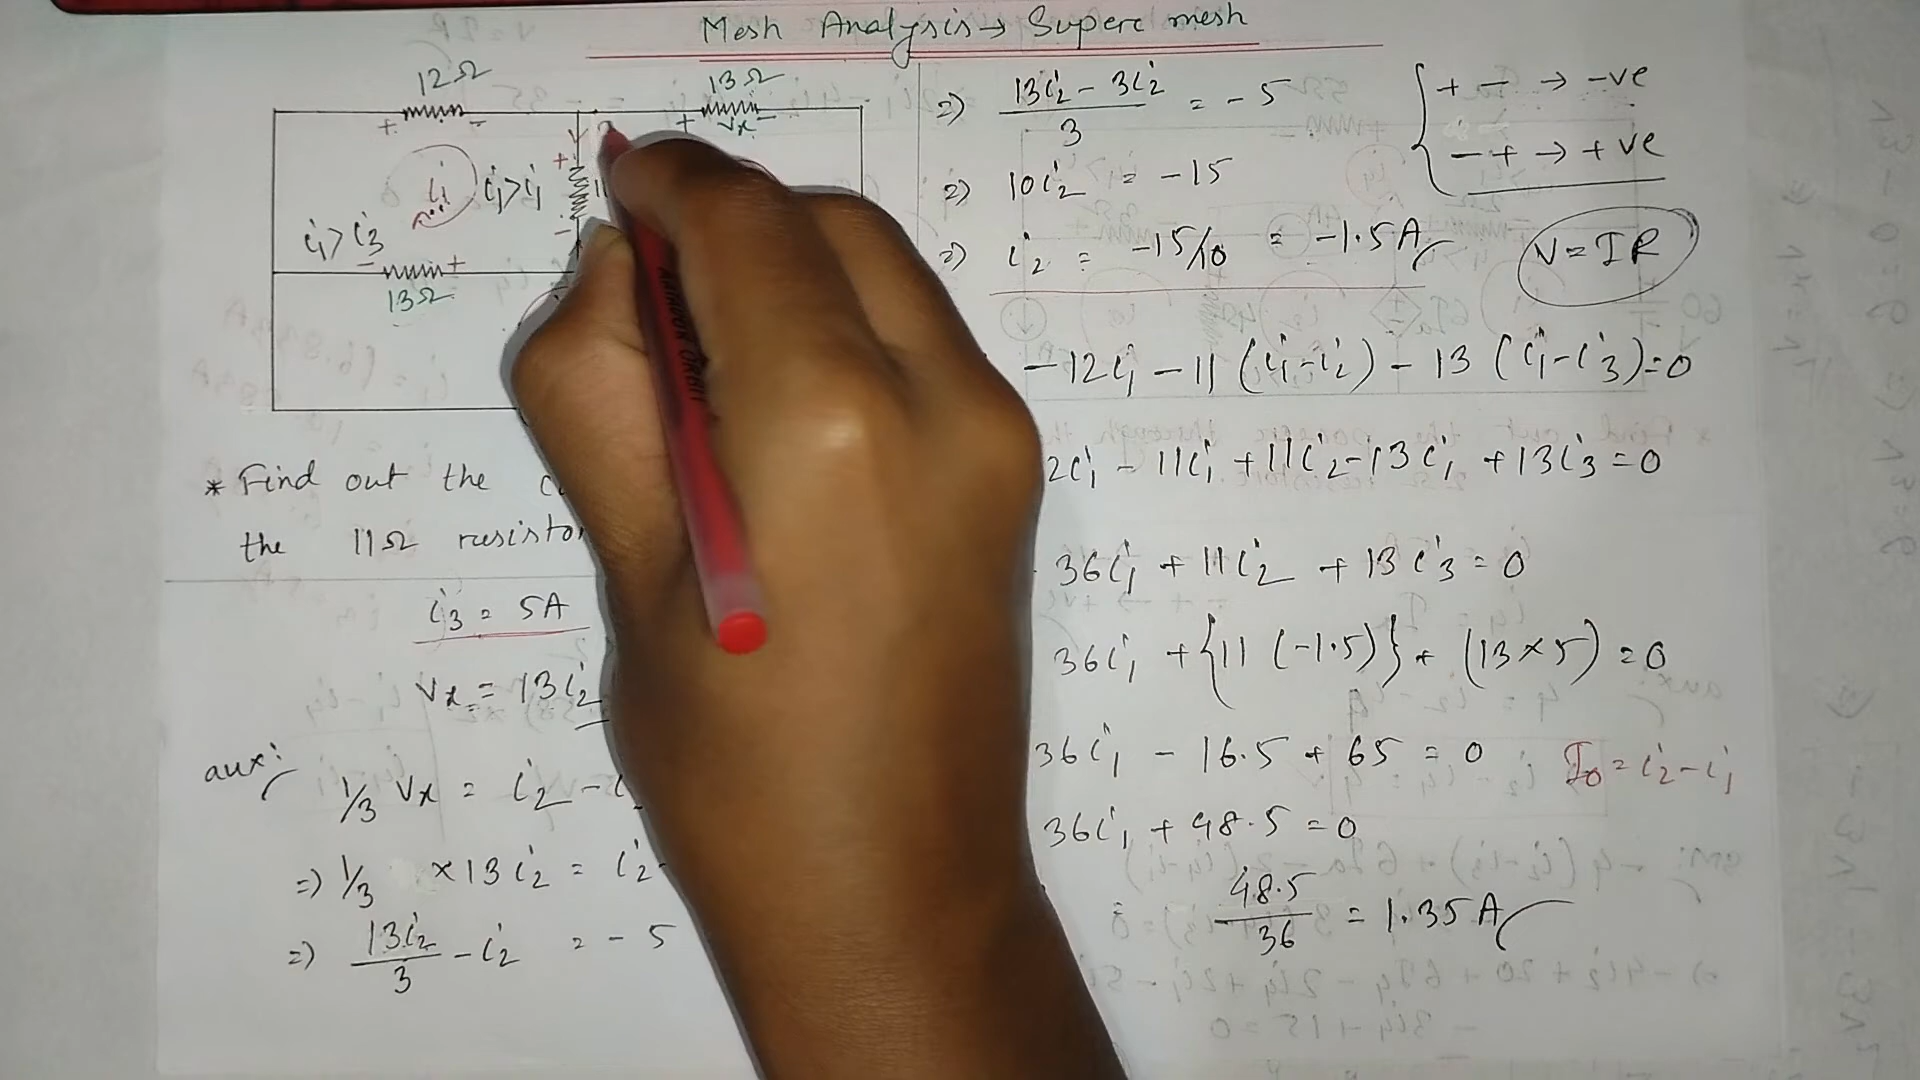 Mesh Analysis → Supere mesh
12Ω
13Ω
+ -
+ Vx -
i1
i1>i1
i1>i3
- +
13Ω
+
-
* Find out the
the 11Ω resistor
i3 = 5A
Vx = 13i2
aux:
1/3 Vx = i2 -
=> 1/3 × 13i2 = i2-
=> 13i2/3 - i2 = - 5
=> 13i2 - 3i2 / 3 = - 5
=> 10i2 = -15
=> i2 = -15/10 = -1.5A
+ - → -ve
- + → +ve
V = IR
-12i1 - 11 (i1-i2) - 13 (i1-i3)=0
2i1 - 11i1 + 11i2 - 13i1 + 13i3 = 0
36i1 + 11i2 + 13i3 = 0
36i1 + {11 (-1.5)} + (13×5) = 0
36i1 - 16.5 + 65 = 0
I0 = i2-i1
36i1 + 48.5 = 0
48.5/36 = 1.35A